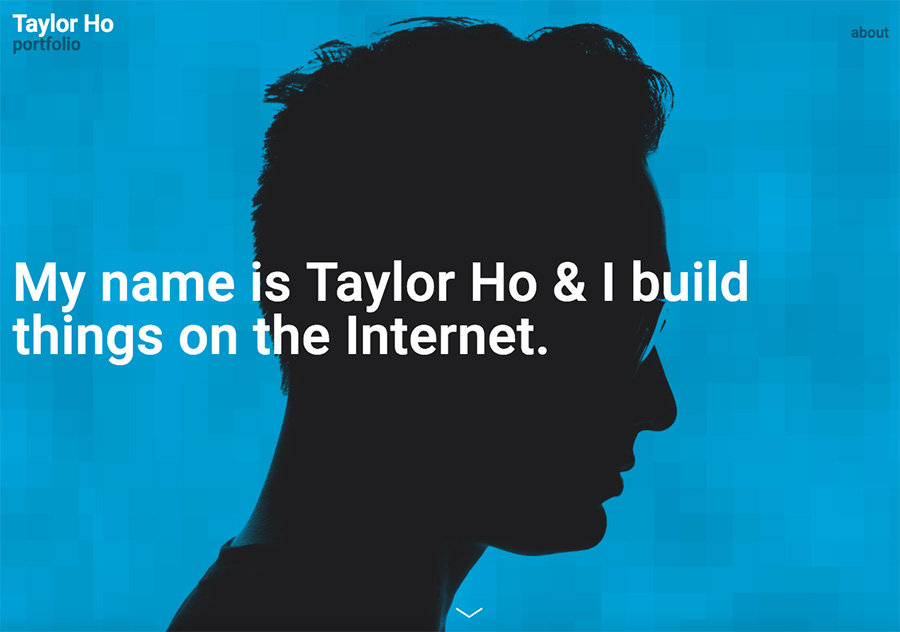 Taylor Ho
portfolio
about
My name is Taylor Ho & I build
things on the Internet.